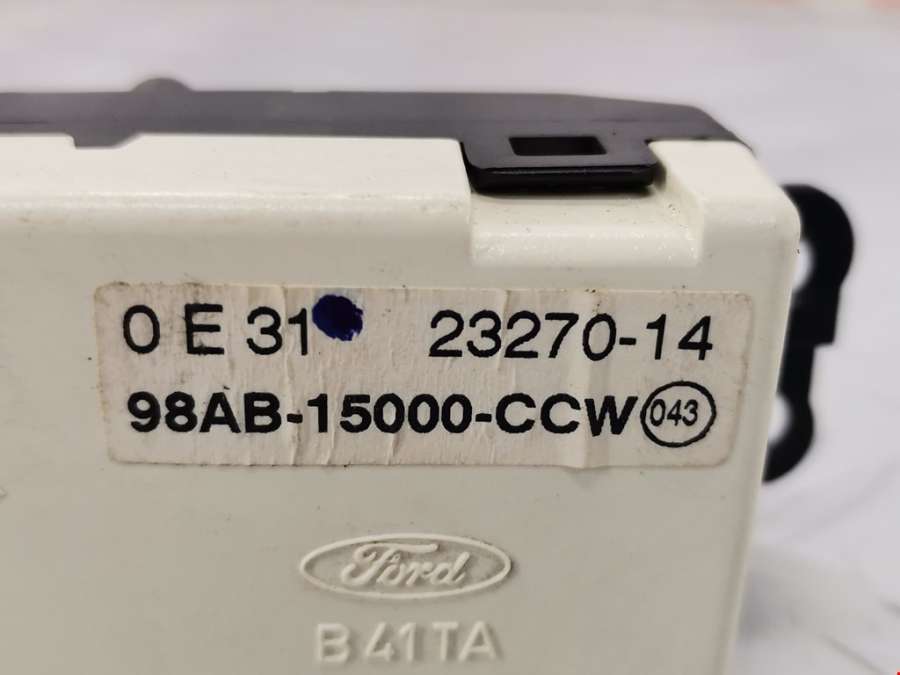 0 E 31 23270-14
98AB-15000-CCW 043
Ford
B41TA